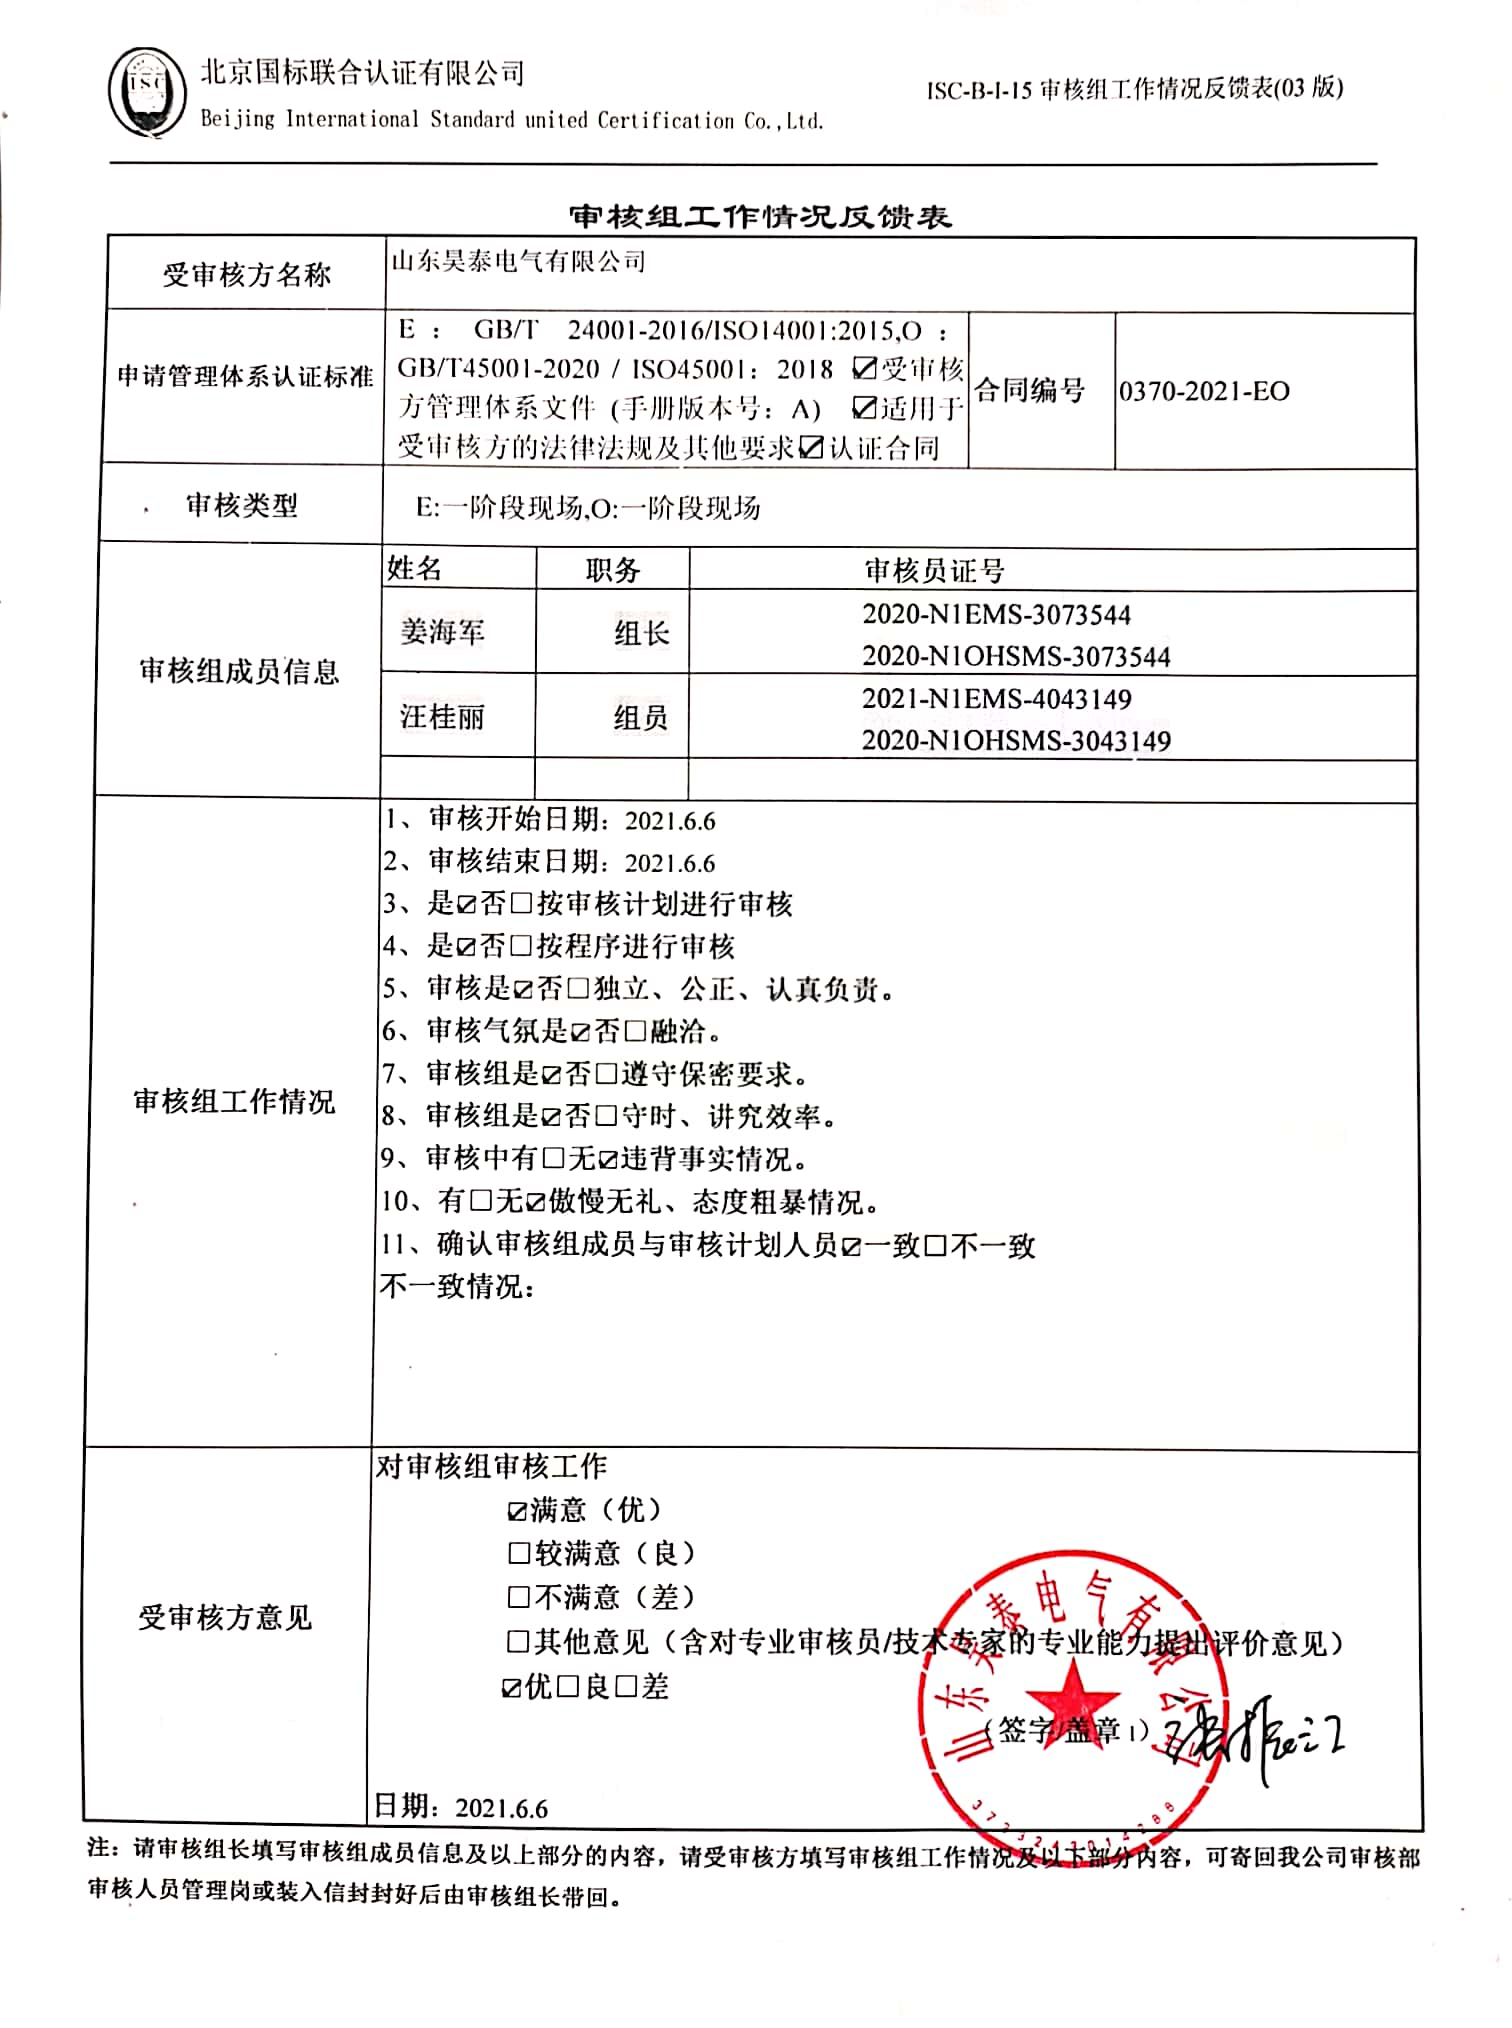 ISC
北京国标联合认证有限公司
Beijing International Standard united Certification Co.,Ltd.
ISC-B-I-15 审核组工作情况反馈表(03 版)
审核组工作情况反馈表
受审核方名称
山东昊泰电气有限公司
申请管理体系认证标准
E : GB/T 24001-2016/ISO14001:2015,O :
GB/T45001-2020 / ISO45001: 2018 ☑受审核
方管理体系文件 (手册版本号: A) ☑适用于
受审核方的法律法规及其他要求☑认证合同
合同编号
0370-2021-EO
审核类型
E:一阶段现场,O:一阶段现场
审核组成员信息
姓名 职务 审核员证号
姜海军 组长 2020-N1EMS-3073544
2020-N1OHSMS-3073544
汪桂丽 组员 2021-N1EMS-4043149
2020-N1OHSMS-3043149
审核组工作情况
1、审核开始日期: 2021.6.6
2、审核结束日期: 2021.6.6
3、是☑否☐按审核计划进行审核
4、是☑否☐按程序进行审核
5、审核是☑否☐独立、公正、认真负责。
6、审核气氛是☑否☐融洽。
7、审核组是☑否☐遵守保密要求。
8、审核组是☑否☐守时、讲究效率。
9、审核中有☐无☑违背事实情况。
10、有☐无☑傲慢无礼、态度粗暴情况。
11、确认审核组成员与审核计划人员☑一致☐不一致
不一致情况:
受审核方意见
对审核组审核工作
☑满意（优）
☐较满意（良）
☐不满意（差）
☐其他意见（含对专业审核员/技术专家的专业能力提出评价意见）
☑优☐良☐差
（签字/盖章）
山东昊泰电气有限公司
日期: 2021.6.6
注: 请审核组长填写审核组成员信息及以上部分的内容，请受审核方填写审核组工作情况及以下部分内容，可寄回我公司审核部
审核人员管理岗或装入信封封好后由审核组长带回。